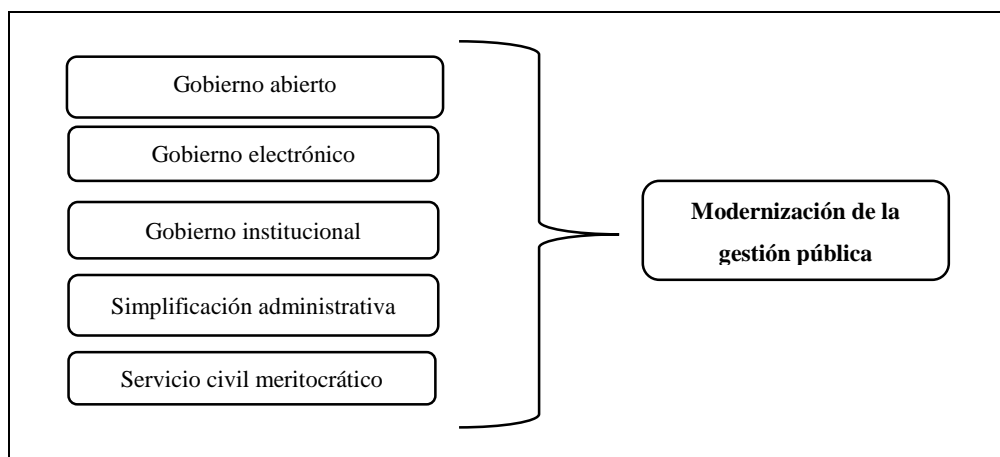 Gobierno abierto
Gobierno electrónico
Gobierno institucional
Simplificación administrativa
Servicio civil meritocrático
Modernización de la
gestión pública